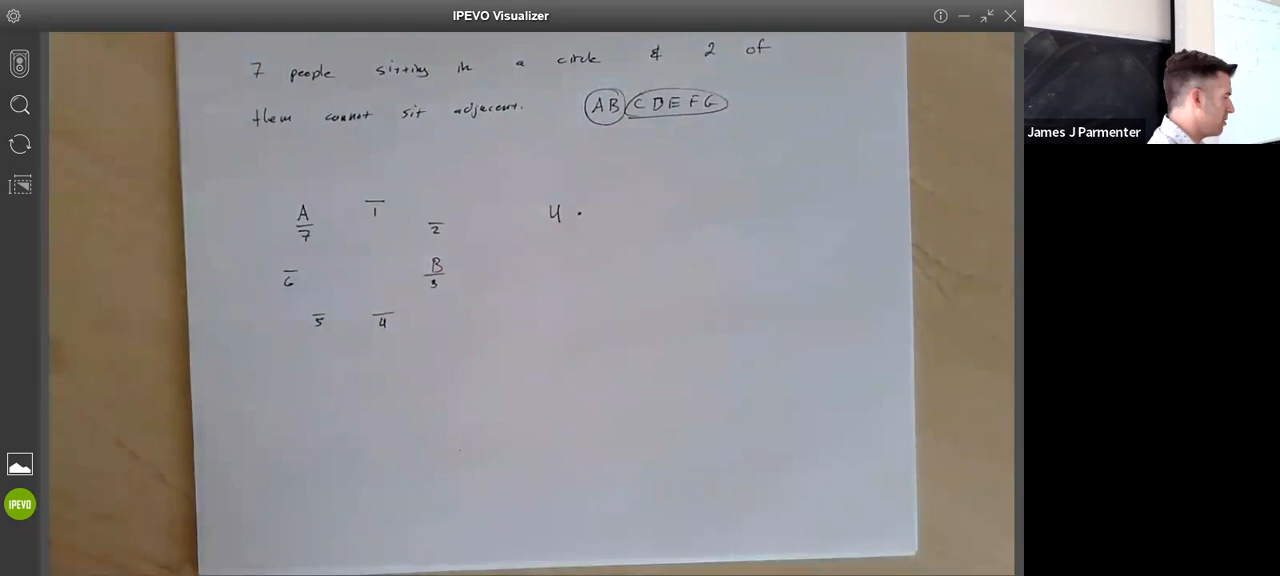 IPEVO Visualizer
7 people sitting in a circle & 2 of
them cannot sit adjacent. AB CDEFG
A
7
1
2
6
B
3
5
4
4 ·
James J Parmenter
IPEVO